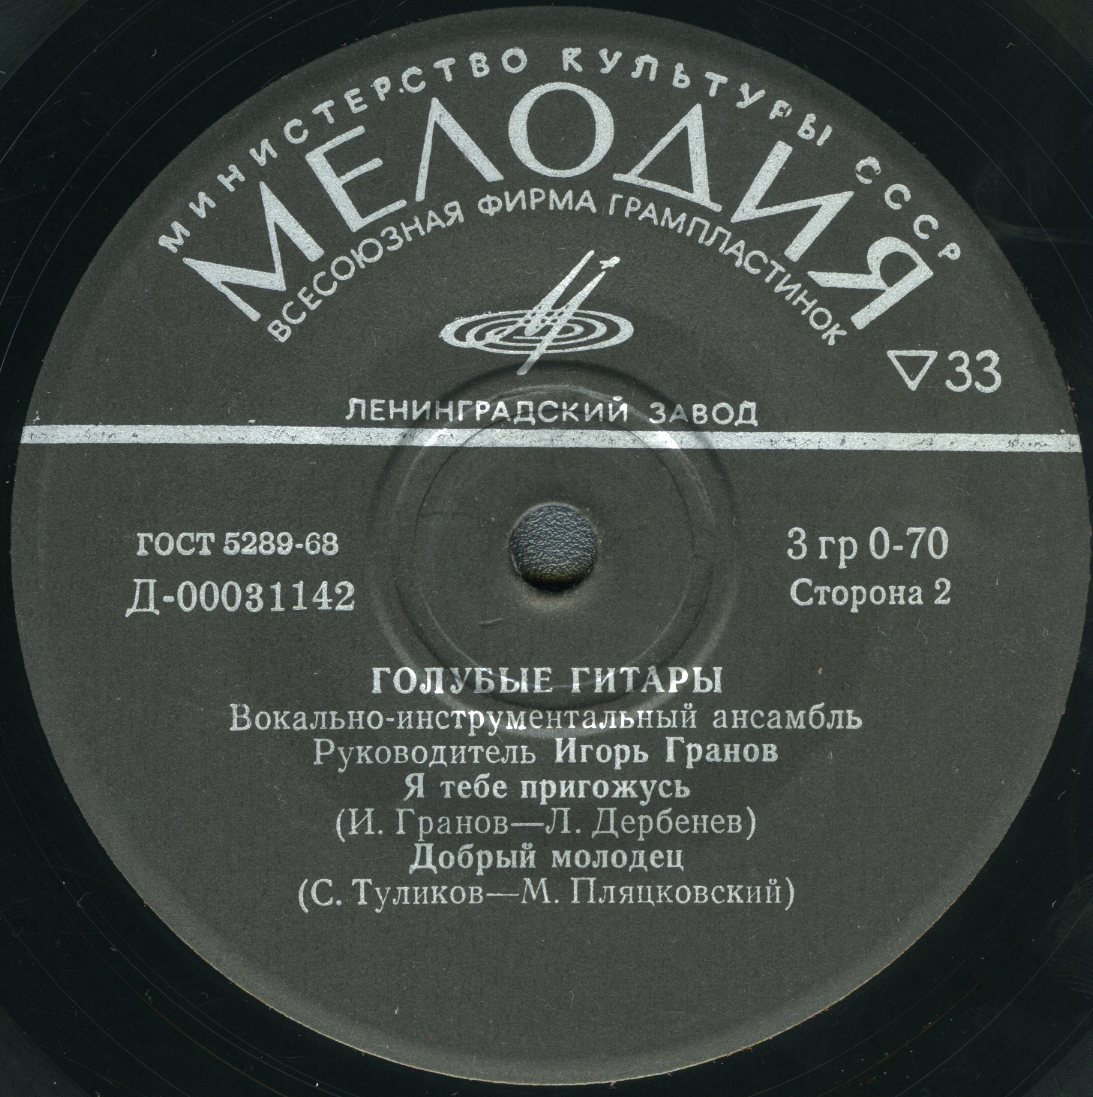 МИНИСТЕРСТВО КУЛЬТУРЫ СССР
МЕЛОДИЯ
ВСЕСОЮЗНАЯ ФИРМА ГРАМПЛАСТИНОК
33
ЛЕНИНГРАДСКИЙ ЗАВОД
ГОСТ 5289-68
3 гр 0-70
Д-00031142
Сторона 2
ГОЛУБЫЕ ГИТАРЫ
Вокально-инструментальный ансамбль
Руководитель Игорь Гранов
Я тебе пригожусь
(И. Гранов—Л. Дербенев)
Добрый молодец
(С. Туликов—М. Пляцковский)